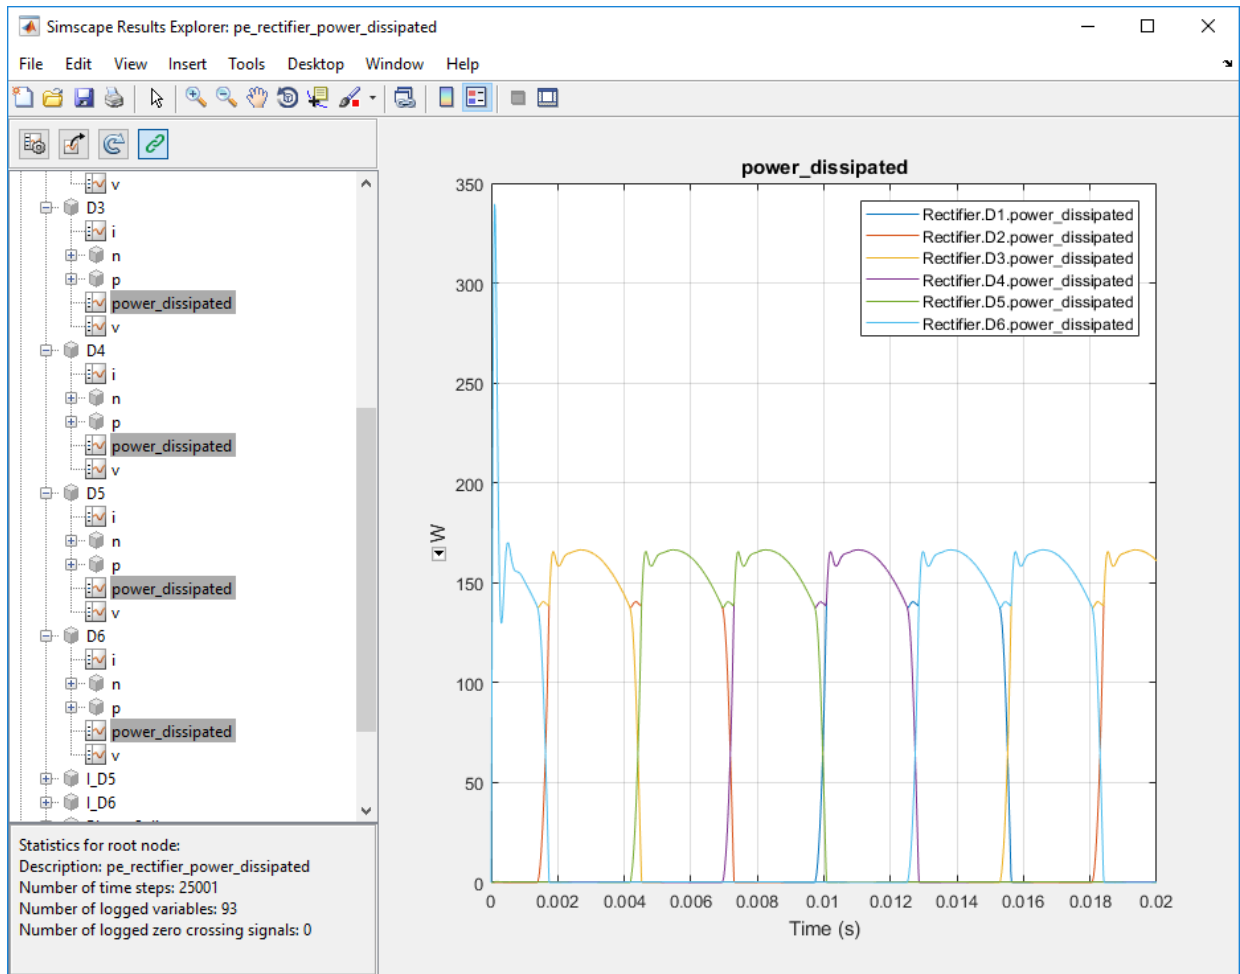 Simscape Results Explorer: pe_rectifier_power_dissipated
File Edit View Insert Tools Desktop Window Help
v
D3
i
n
p
power_dissipated
v
D4
i
n
p
power_dissipated
v
D5
i
n
p
power_dissipated
v
D6
i
n
p
power_dissipated
v
I_D5
I_D6
Statistics for root node:
Description: pe_rectifier_power_dissipated
Number of time steps: 25001
Number of logged variables: 93
Number of logged zero crossing signals: 0
power_dissipated
350
300
250
200
150
100
50
0
W
Rectifier.D1.power_dissipated
Rectifier.D2.power_dissipated
Rectifier.D3.power_dissipated
Rectifier.D4.power_dissipated
Rectifier.D5.power_dissipated
Rectifier.D6.power_dissipated
0 0.002 0.004 0.006 0.008 0.01 0.012 0.014 0.016 0.018 0.02
Time (s)